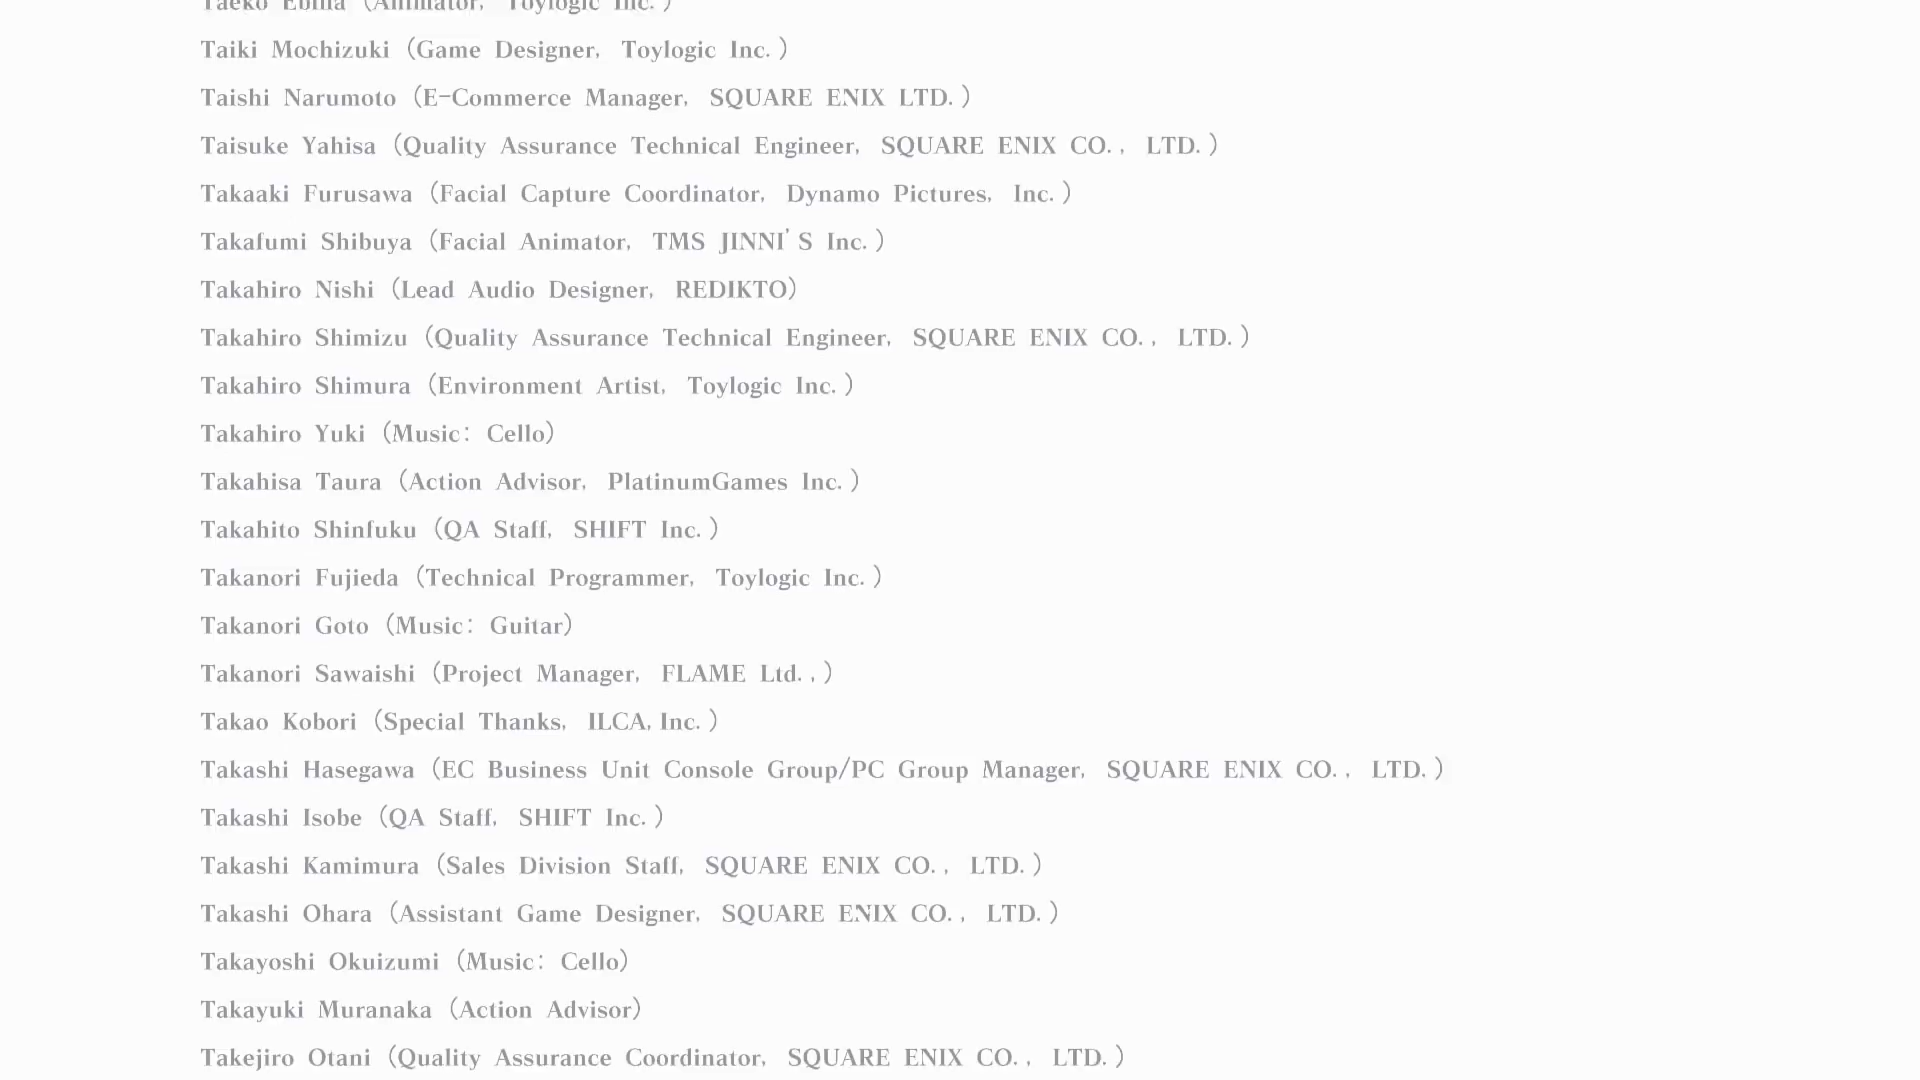 Taeko Ebina (Animator, Toylogic Inc.)
Taiki Mochizuki (Game Designer, Toylogic Inc.)
Taishi Narumoto (E-Commerce Manager, SQUARE ENIX LTD.)
Taisuke Yahisa (Quality Assurance Technical Engineer, SQUARE ENIX CO., LTD.)
Takaaki Furusawa (Facial Capture Coordinator, Dynamo Pictures, Inc.)
Takafumi Shibuya (Facial Animator, TMS JINNI'S Inc.)
Takahiro Nishi (Lead Audio Designer, REDIKTO)
Takahiro Shimizu (Quality Assurance Technical Engineer, SQUARE ENIX CO., LTD.)
Takahiro Shimura (Environment Artist, Toylogic Inc.)
Takahiro Yuki (Music: Cello)
Takahisa Taura (Action Advisor, PlatinumGames Inc.)
Takahito Shinfuku (QA Staff, SHIFT Inc.)
Takanori Fujieda (Technical Programmer, Toylogic Inc.)
Takanori Goto (Music: Guitar)
Takanori Sawaishi (Project Manager, FLAME Ltd.,)
Takao Kobori (Special Thanks, ILCA,Inc.)
Takashi Hasegawa (EC Business Unit Console Group/PC Group Manager, SQUARE ENIX CO., LTD.)
Takashi Isobe (QA Staff, SHIFT Inc.)
Takashi Kamimura (Sales Division Staff, SQUARE ENIX CO., LTD.)
Takashi Ohara (Assistant Game Designer, SQUARE ENIX CO., LTD.)
Takayoshi Okuizumi (Music: Cello)
Takayuki Muranaka (Action Advisor)
Takejiro Otani (Quality Assurance Coordinator, SQUARE ENIX CO., LTD.)